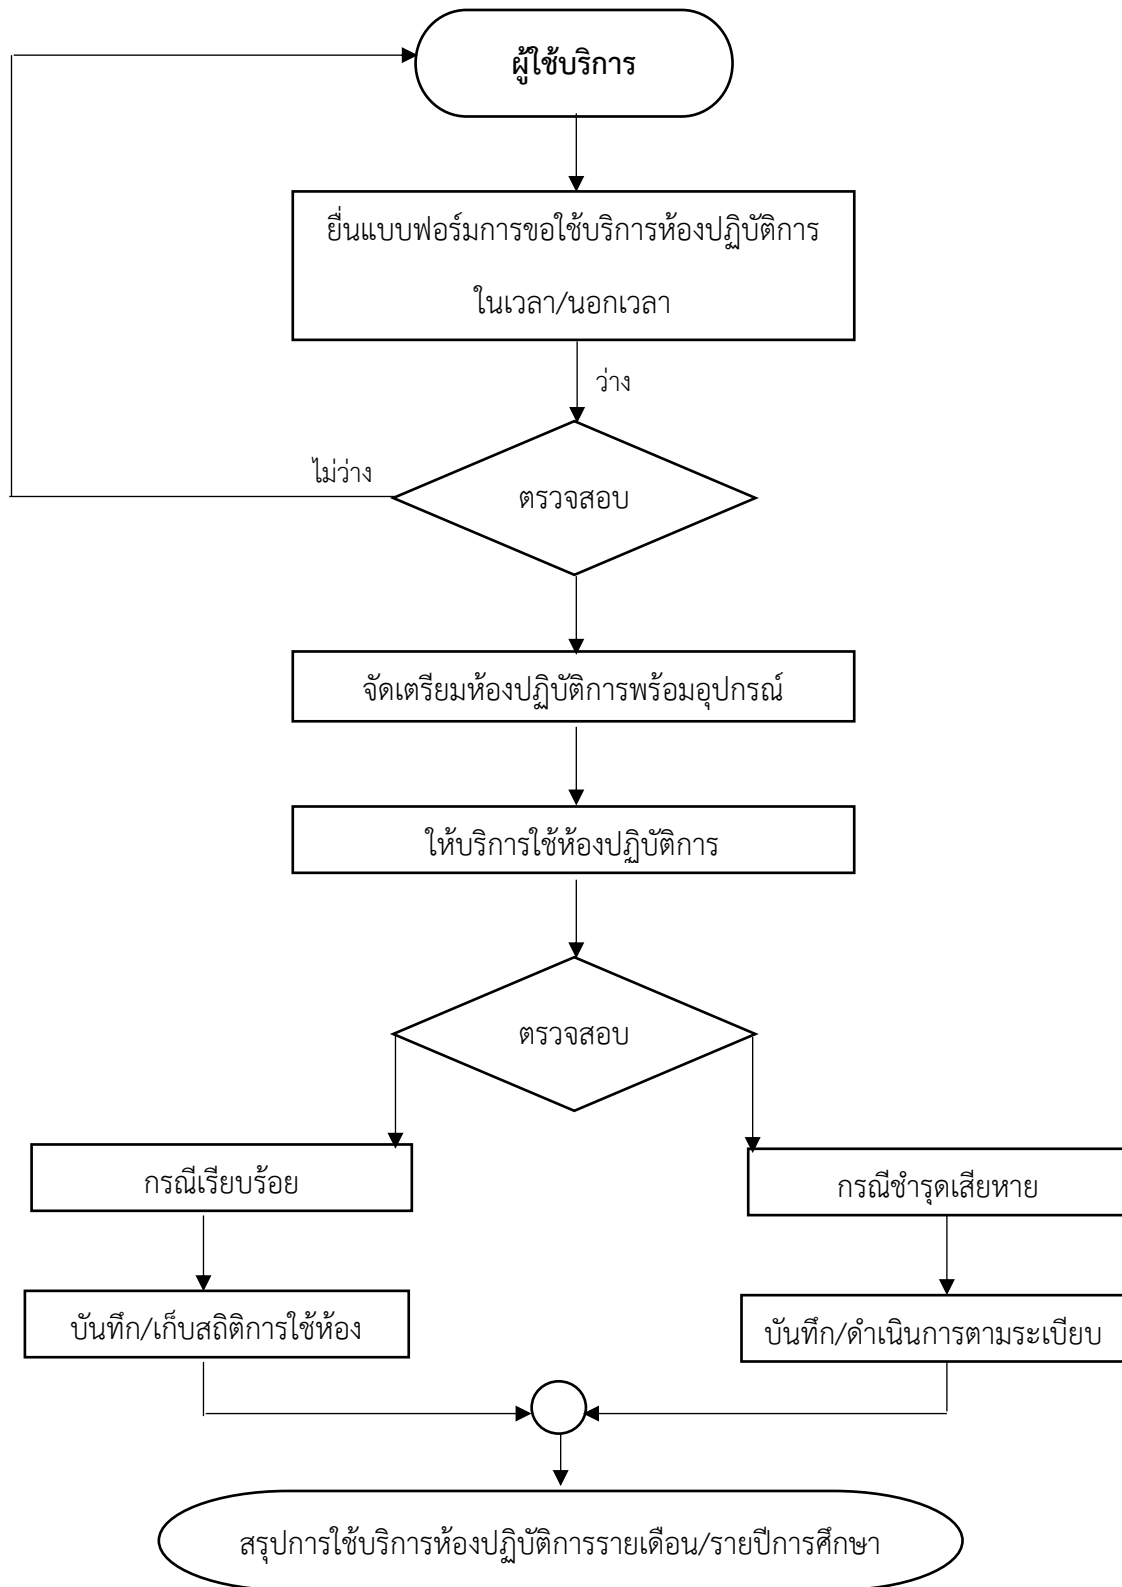 ผู้ใช้บริการ
ยื่นแบบฟอร์มการขอใช้บริการห้องปฏิบัติการ
ในเวลา/นอกเวลา
ว่าง
ไม่ว่าง
ตรวจสอบ
จัดเตรียมห้องปฏิบัติการพร้อมอุปกรณ์
ให้บริการใช้ห้องปฏิบัติการ
ตรวจสอบ
กรณีเรียบร้อย
กรณีชำรุดเสียหาย
บันทึก/เก็บสถิติการใช้ห้อง
บันทึก/ดำเนินการตามระเบียบ
สรุปการใช้บริการห้องปฏิบัติการรายเดือน/รายปีการศึกษา